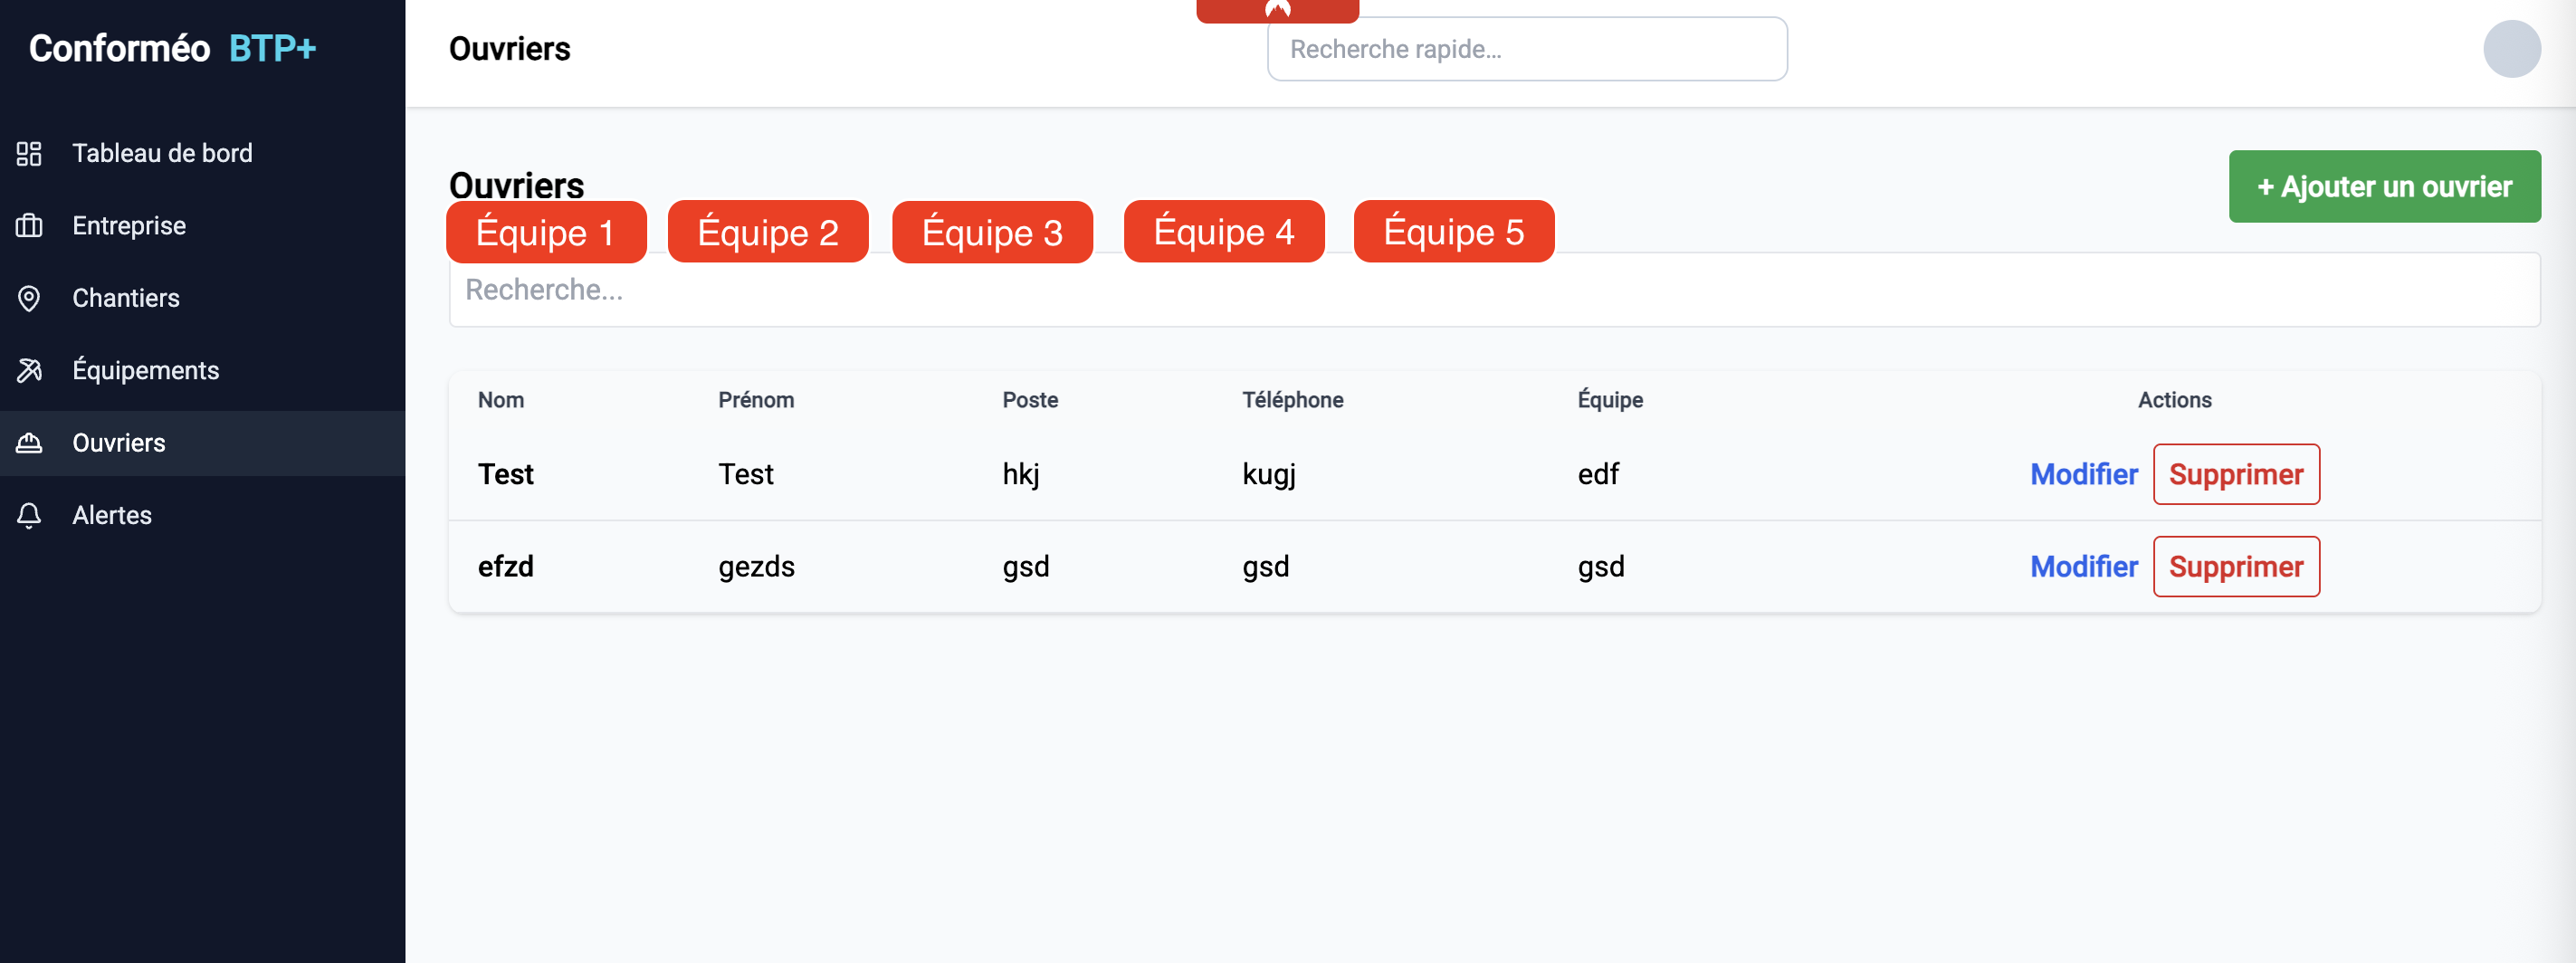 Conforméo BTP+
Tableau de bord
Entreprise
Chantiers
Équipements
Ouvriers
Alertes
Ouvriers
Recherche rapide...
Ouvriers
+ Ajouter un ouvrier
Équipe 1 Équipe 2 Équipe 3 Équipe 4 Équipe 5
Recherche...
Nom Prénom Poste Téléphone Équipe Actions
Test Test hkj kugj edf Modifier Supprimer
efzd gezds gsd gsd gsd Modifier Supprimer